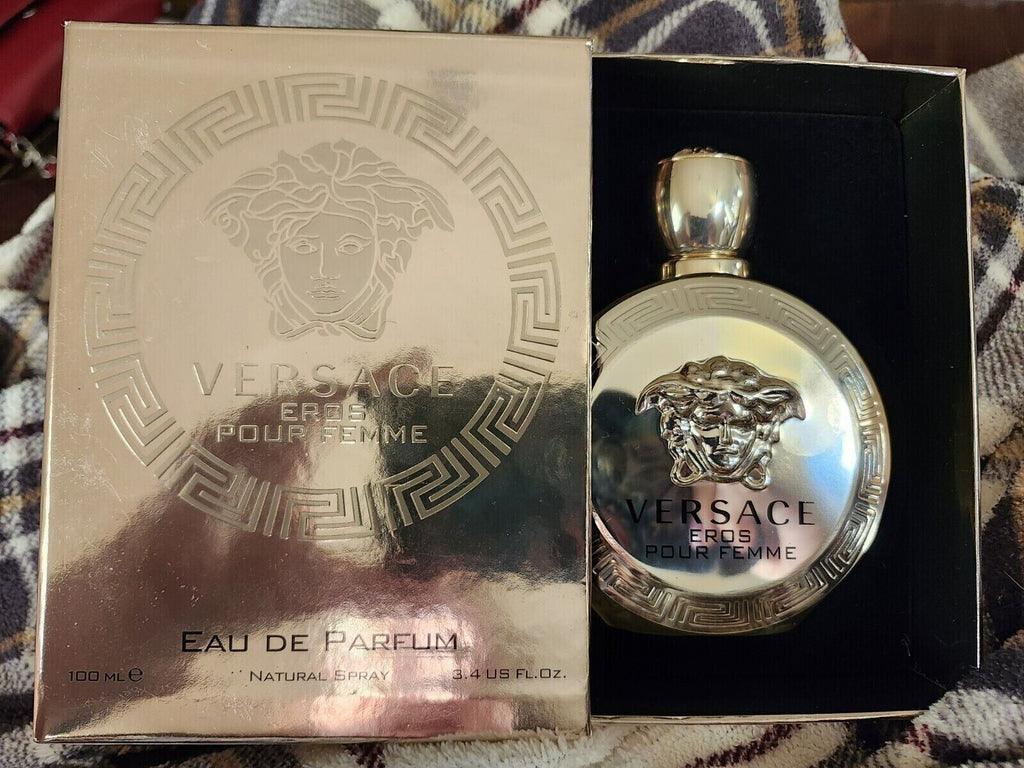 VERSACE
EROS
POUR FEMME
EAU DE PARFUM
100 ML e
NATURAL SPRAY
3.4 US FL.OZ.
VERSACE
EROS
POUR FEMME